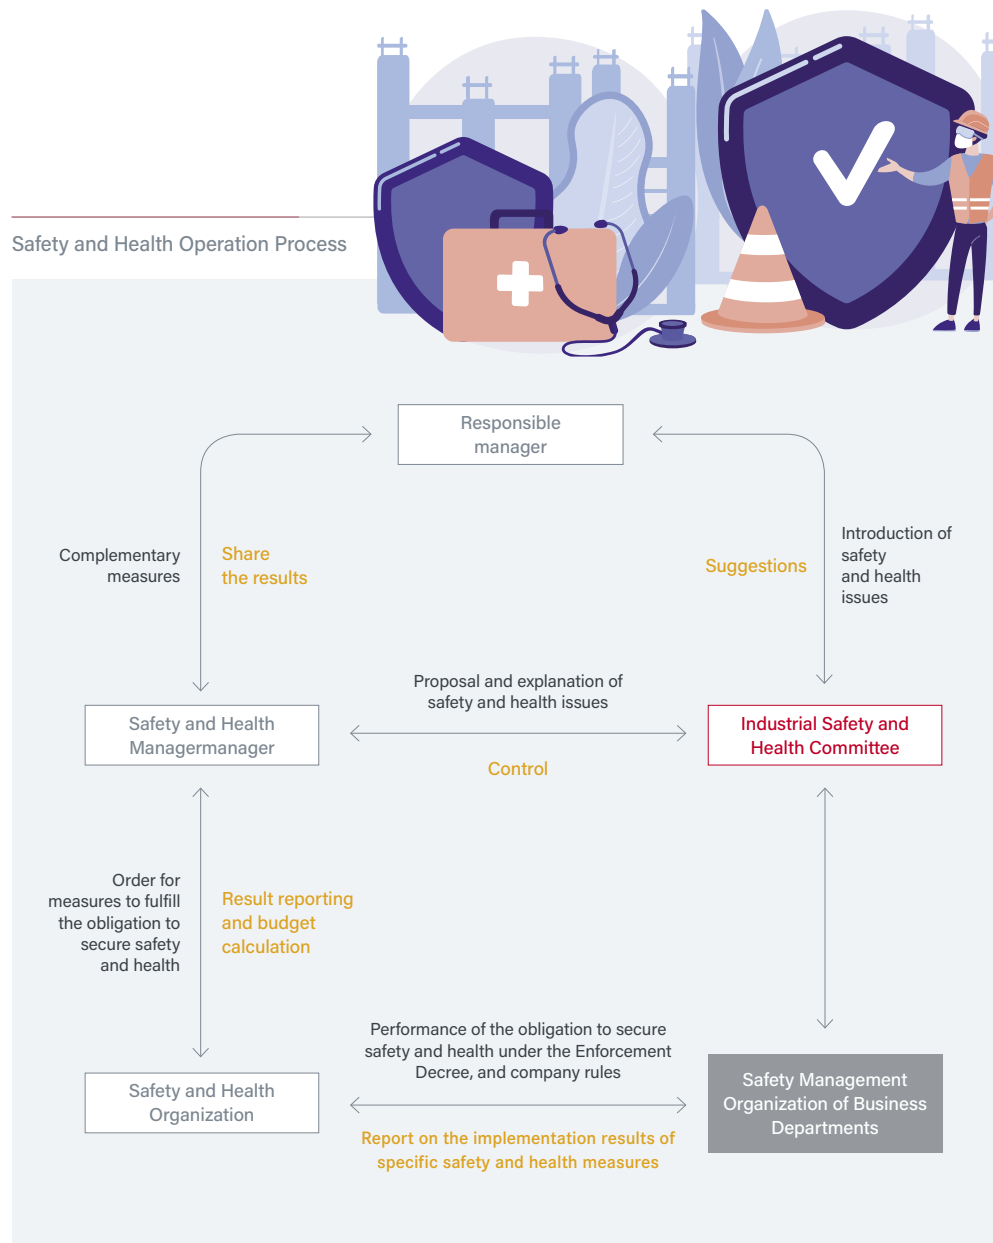 Safety and Health Operation Process
Responsible
manager
Complementary
measures
Share
the results
Suggestions
Introduction of
safety
and health
issues
Proposal and explanation of
safety and health issues
Control
Safety and Health
Managermanager
Industrial Safety and
Health Committee
Order for
measures to fulfill
the obligation to
secure safety
and health
Result reporting
and budget
calculation
Performance of the obligation to secure
safety and health under the Enforcement
Decree, and company rules
Safety and Health
Organization
Report on the implementation results of
specific safety and health measures
Safety Management
Organization of Business
Departments